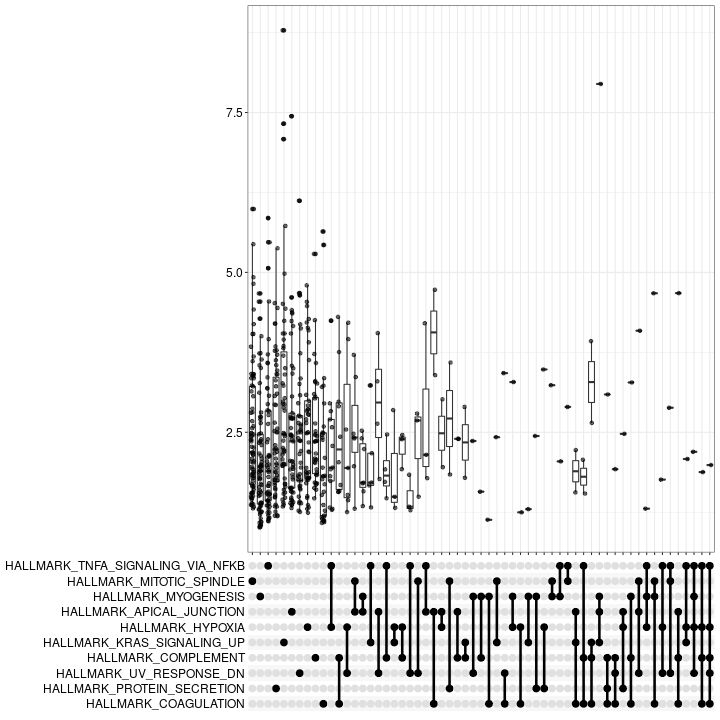 7.5
5.0
2.5
HALLMARK_TNFA_SIGNALING_VIA_NFKB
HALLMARK_MITOTIC_SPINDLE
HALLMARK_MYOGENESIS
HALLMARK_APICAL_JUNCTION
HALLMARK_HYPOXIA
HALLMARK_KRAS_SIGNALING_UP
HALLMARK_COMPLEMENT
HALLMARK_UV_RESPONSE_DN
HALLMARK_PROTEIN_SECRETION
HALLMARK_COAGULATION